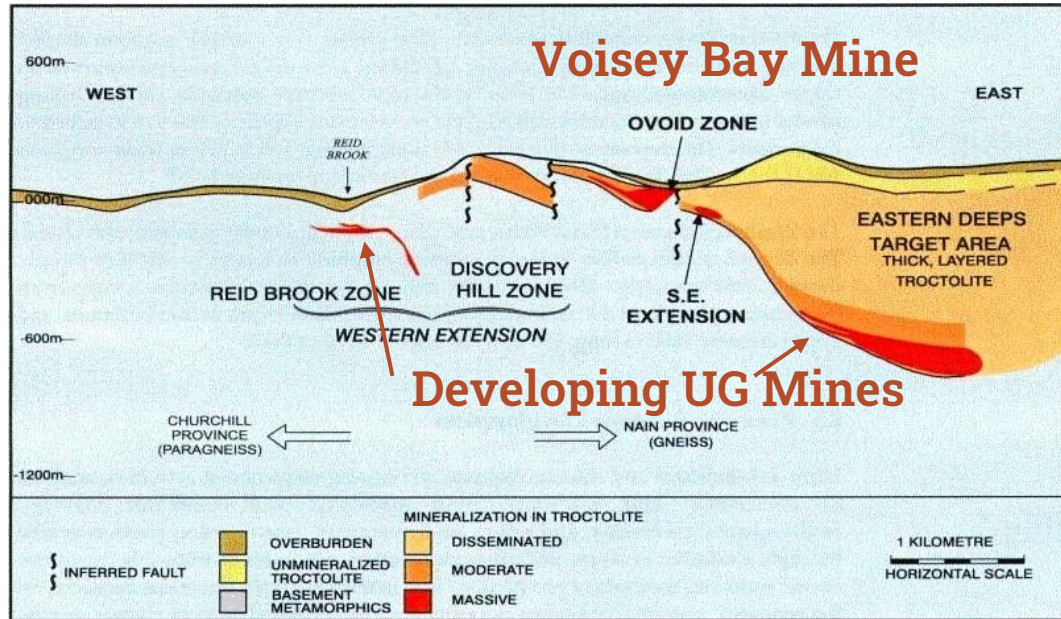 600m
Voisey Bay Mine
WEST
EAST
OVOID ZONE
REID
BROOK
000m
EASTERN DEEPS
TARGET AREA
THICK, LAYERED
TROCTOLITE
DISCOVERY
HILL ZONE
REID BROOK ZONE
S.E.
EXTENSION
WESTERN EXTENSION
-600m
Developing UG Mines
CHURCHILL
PROVINCE
(PARAGNEISS)
NAIN PROVINCE
(GNEISS)
-1200m
MINERALIZATION IN TROCTOLITE
INFERRED FAULT
OVERBURDEN
UNMINERALIZED
TROCTOLITE
BASEMENT
METAMORPHICS
DISSEMINATED
MODERATE
MASSIVE
1 KILOMETRE
HORIZONTAL SCALE